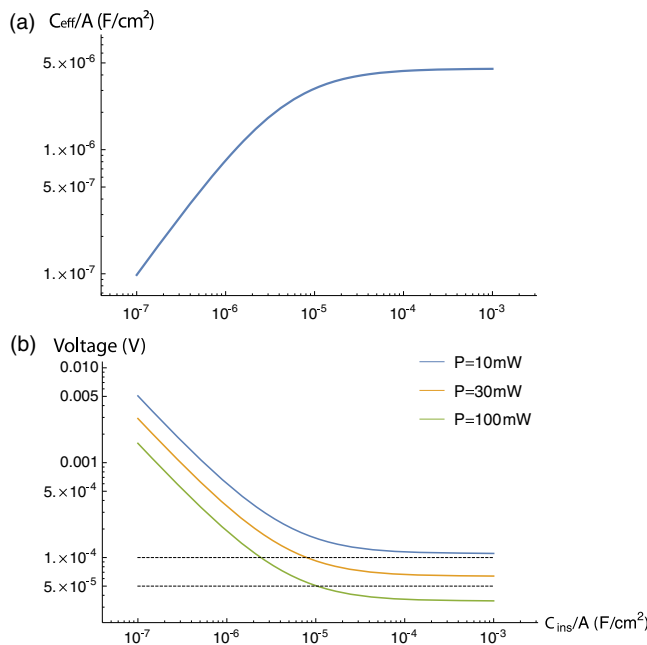 (a) C_eff/A (F/cm²)
5.×10⁻⁶
1.×10⁻⁶
5.×10⁻⁷
1.×10⁻⁷
10⁻⁷ 10⁻⁶ 10⁻⁵ 10⁻⁴ 10⁻³
(b) Voltage (V)
0.010
0.005
0.001
5.×10⁻⁴
1.×10⁻⁴
5.×10⁻⁵
P=10mW
P=30mW
P=100mW
10⁻⁷ 10⁻⁶ 10⁻⁵ 10⁻⁴ 10⁻³ C_ins/A (F/cm²)